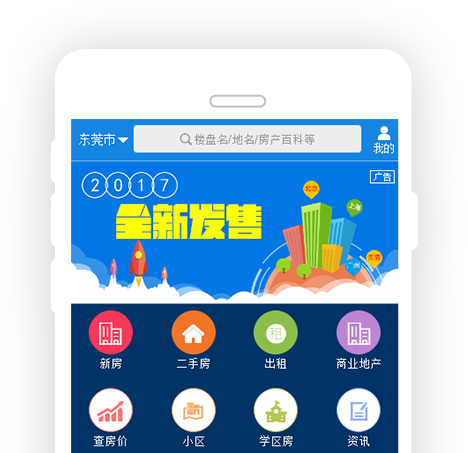 东莞市
楼盘名/地名/房产百科等
我的
广告
2017
全新发售
北京
上海
广州
东莞
新房
二手房
租
出租
商业地产
查房价
小区
学区房
资讯